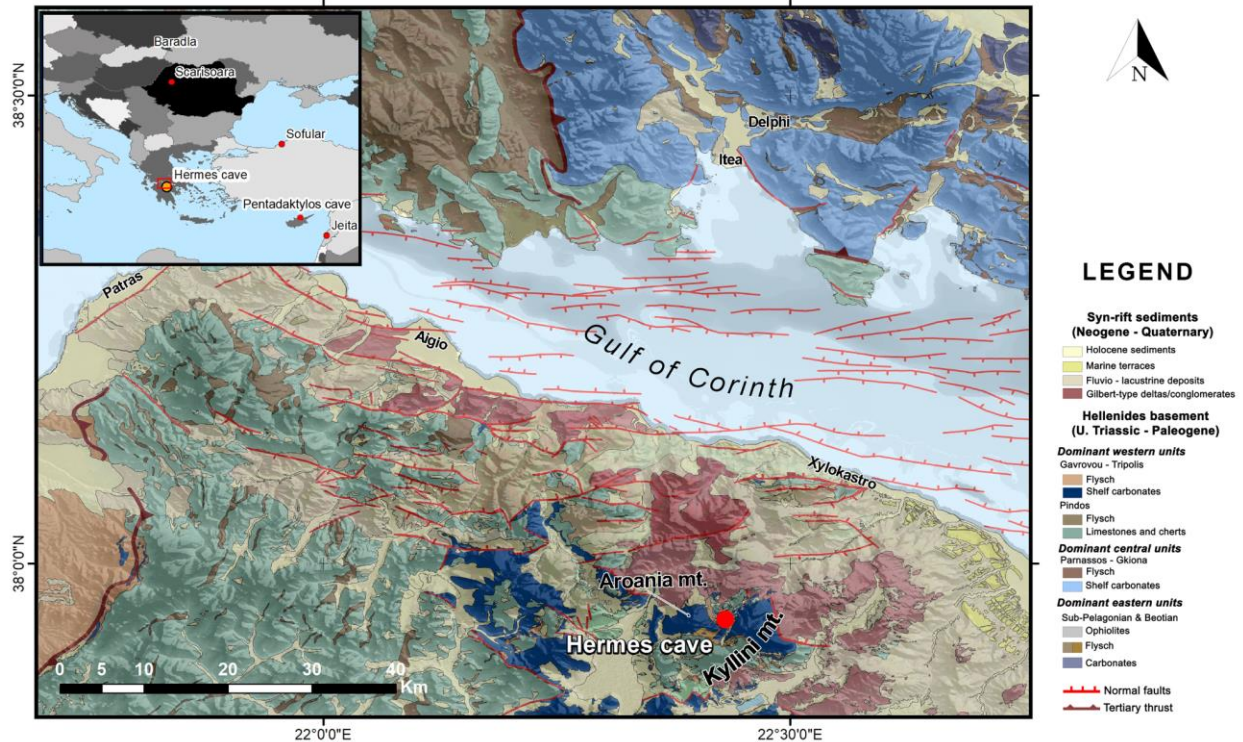 Baradla
Scarisoara
Sofular
Hermes cave
Pentadaktylos cave
Jeita
38°30'0"N
38°0'0"N
Delphi
Itea
Patras
Aigio
Gulf of Corinth
Xylokastro
Aroania mt.
Hermes cave
Kyllini mt.
0 5 10 20 30 40
Km
22°0'0"E
22°30'0"E
N
LEGEND
Syn-rift sediments
(Neogene - Quaternary)
Holocene sediments
Marine terraces
Fluvio - lacustrine deposits
Gilbert-type deltas/conglomerates
Hellenides basement
(U. Triassic - Paleogene)
Dominant western units
Gavrovou - Tripolis
Flysch
Shelf carbonates
Pindos
Flysch
Limestones and cherts
Dominant central units
Parnassos - Gkiona
Flysch
Shelf carbonates
Dominant eastern units
Sub-Pelagonian & Beotian
Ophiolites
Flysch
Carbonates
Normal faults
Tertiary thrust